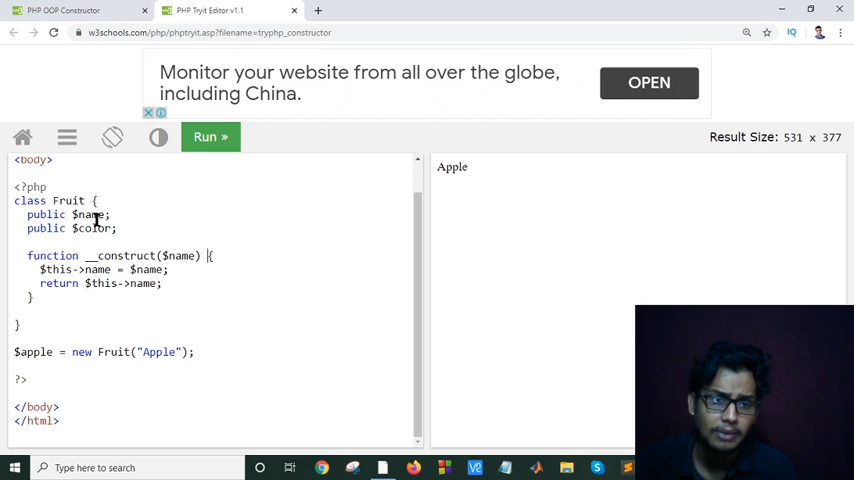 PHP OOP Constructor
PHP Tryit Editor v1.1
w3schools.com/php/phptryit.asp?filename=tryphp_constructor
Monitor your website from all over the globe,
including China.
OPEN
Run »
Result Size: 531 x 377
<body>
<?php
class Fruit {
public $name;
public $color;
function __construct($name) {
$this->name = $name;
return $this->name;
}
}
$apple = new Fruit("Apple");
?>
</body>
</html>
Apple
Type here to search